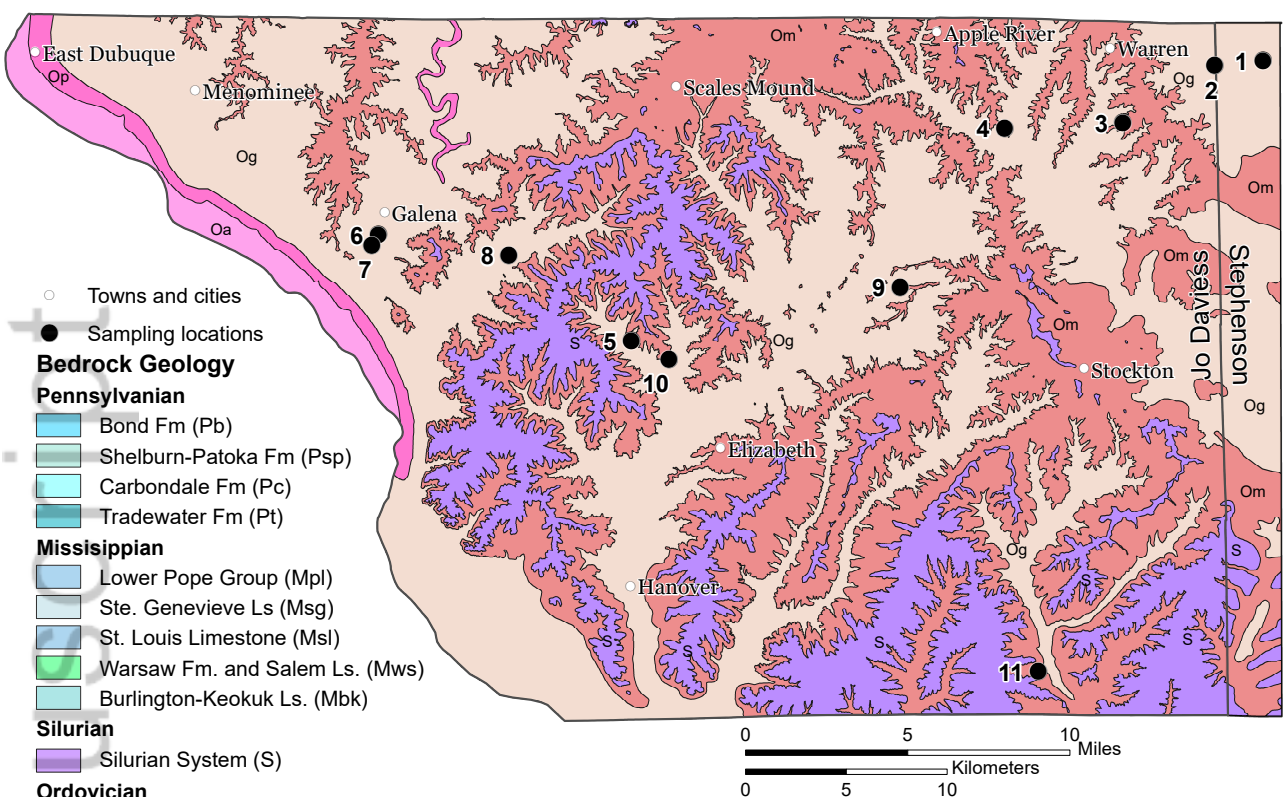 East Dubuque
Op
Menominee
Og
Oa
Galena
6
7
8
Om
Scales Mound
Apple River
Warren
Og
1
2
3
4
Om
Om
Jo Daviess
Stephenson
9
S
5
10
Og
Om
Stockton
Og
Elizabeth
Om
Og
S
S
Hanover
S
S
S
S
11
Towns and cities
Sampling locations
Bedrock Geology
Pennsylvanian
Bond Fm (Pb)
Shelburn-Patoka Fm (Psp)
Carbondale Fm (Pc)
Tradewater Fm (Pt)
Missisippian
Lower Pope Group (Mpl)
Ste. Genevieve Ls (Msg)
St. Louis Limestone (Msl)
Warsaw Fm. and Salem Ls. (Mws)
Burlington-Keokuk Ls. (Mbk)
Silurian
Silurian System (S)
Ordovician
0 5 10
Miles
Kilometers
0 5 10